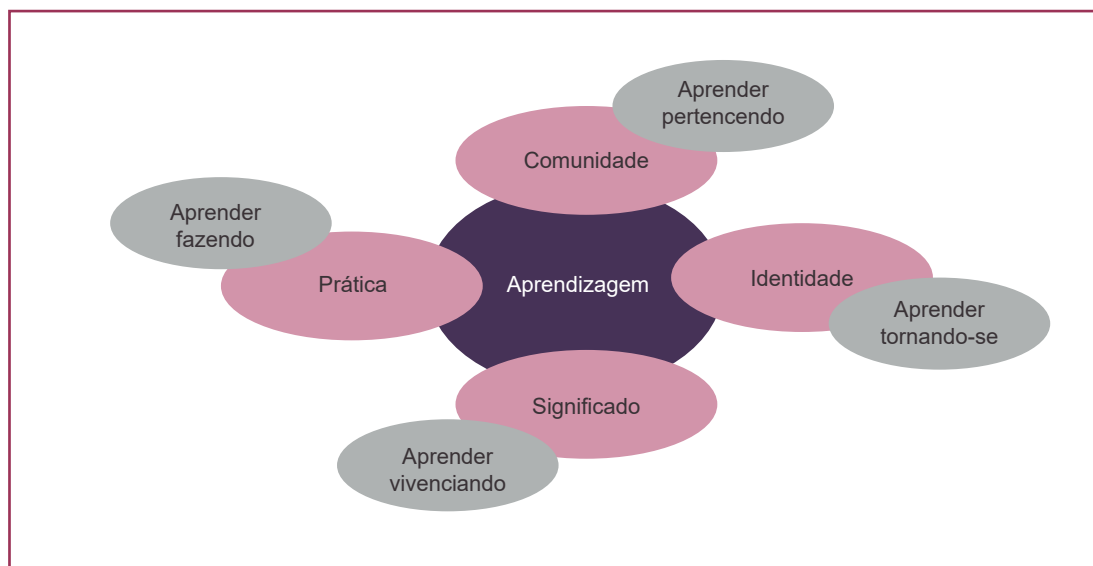 Aprender
pertencendo
Comunidade
Aprender
fazendo
Prática
Aprendizagem
Identidade
Aprender
tornando-se
Significado
Aprender
vivenciando